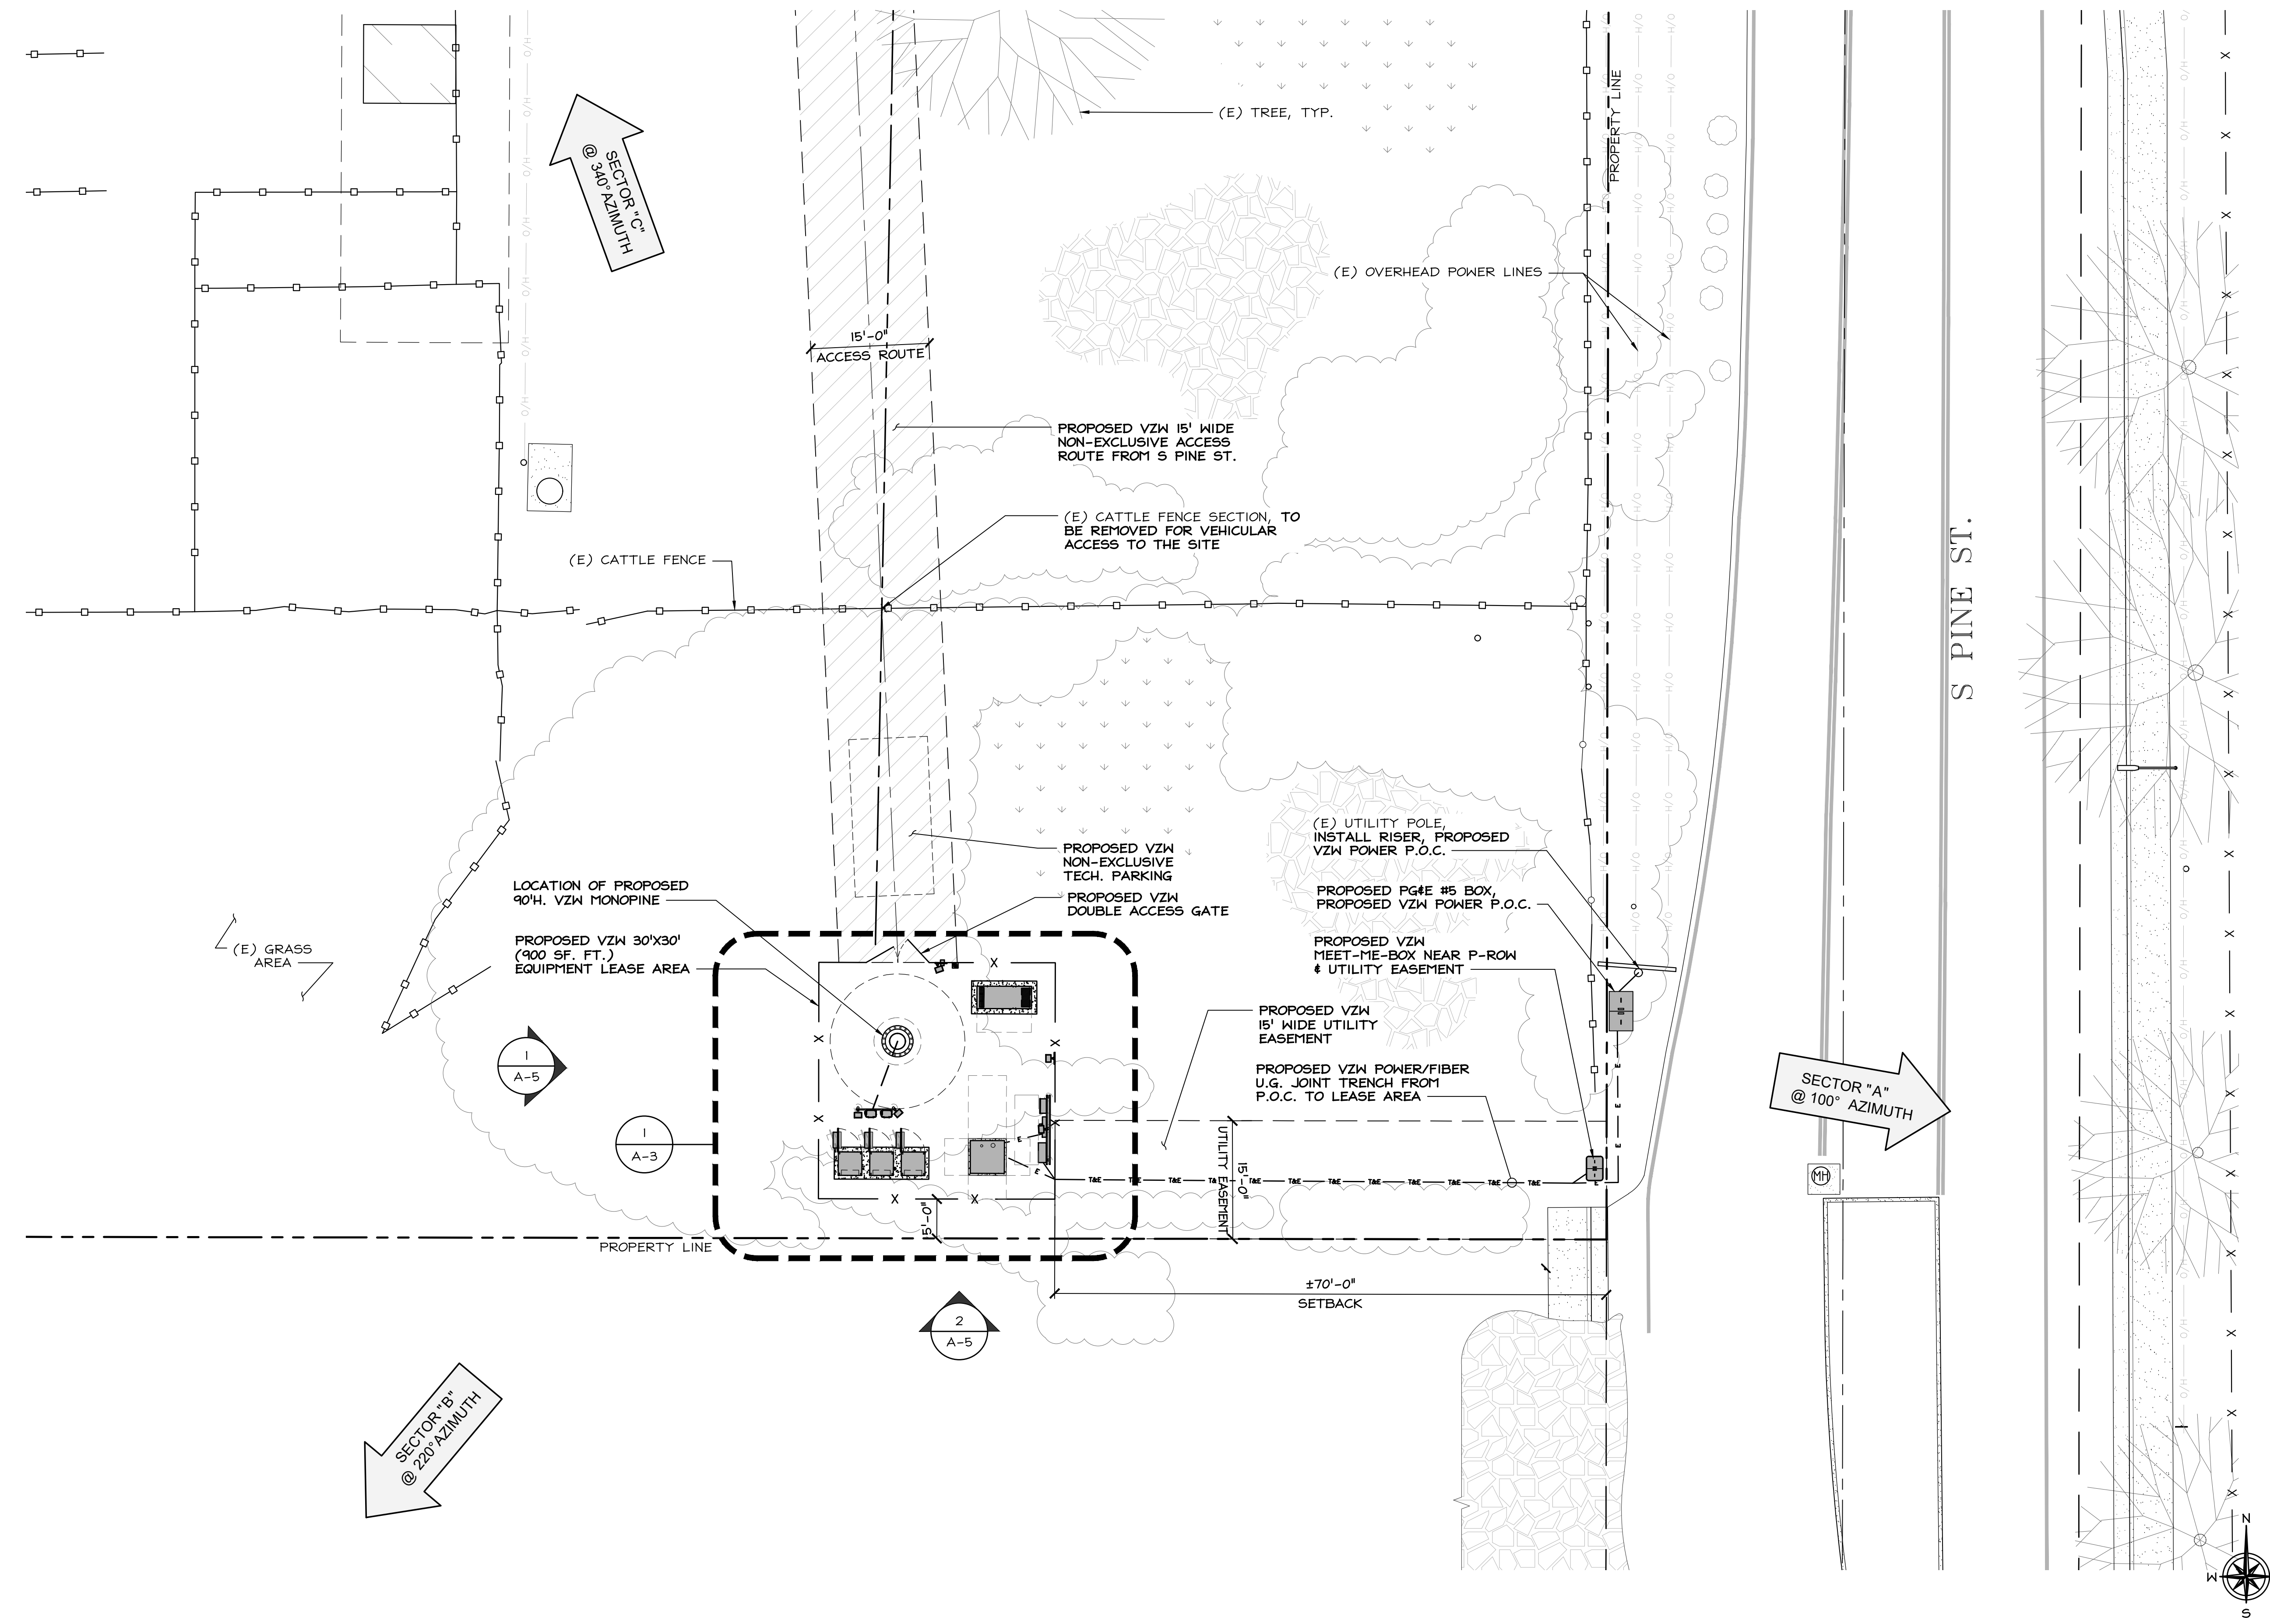 (E) TREE, TYP.
PROPERTY LINE
SECTOR "C"
@ 340°AZIMUTH
(E) OVERHEAD POWER LINES
15'-0"
ACCESS ROUTE
PROPOSED VZW 15' WIDE
NON-EXCLUSIVE ACCESS
ROUTE FROM S PINE ST.
(E) CATTLE FENCE SECTION, TO
BE REMOVED FOR VEHICULAR
ACCESS TO THE SITE
(E) CATTLE FENCE
S PINE ST.
(E) UTILITY POLE,
INSTALL RISER, PROPOSED
VZW POWER P.O.C.
PROPOSED VZW
NON-EXCLUSIVE
TECH. PARKING
PROPOSED VZW
DOUBLE ACCESS GATE
PROPOSED PG&E #5 BOX,
PROPOSED VZW POWER P.O.C.
LOCATION OF PROPOSED
90'H. VZW MONOPINE
PROPOSED VZW 30'X30'
(900 SF. FT.)
EQUIPMENT LEASE AREA
(E) GRASS
AREA
PROPOSED VZW
MEET-ME-BOX NEAR P-ROW
& UTILITY EASEMENT
PROPOSED VZW
15' WIDE UTILITY
EASEMENT
PROPOSED VZW POWER/FIBER
U.G. JOINT TRENCH FROM
P.O.C. TO LEASE AREA
1
A-5
1
A-3
SECTOR "A"
@ 100° AZIMUTH
MH
T&E T&E T&E T&E T&E T&E T&E T&E T&E T&E T&E T&E
E
E
E
E
E
E
15'-0"
UTILITY EASEMENT
5'-0"
PROPERTY LINE
±70'-0"
SETBACK
2
A-5
SECTOR "B"
@ 220°AZIMUTH
O/H
N
W
S